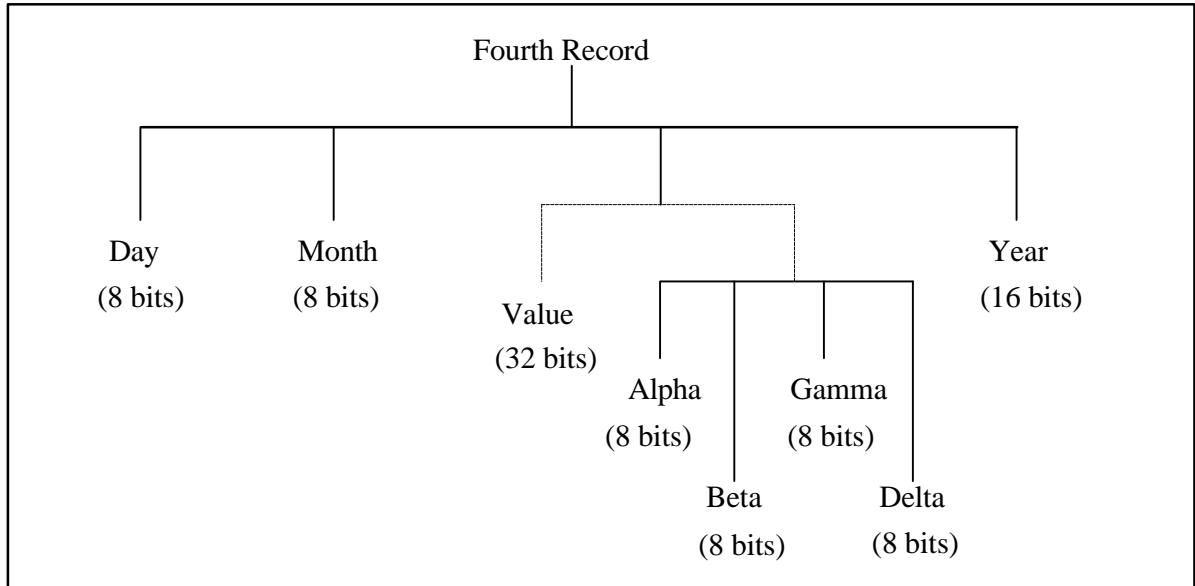 Fourth Record
Day
(8 bits)
Month
(8 bits)
Value
(32 bits)
Alpha
(8 bits)
Beta
(8 bits)
Gamma
(8 bits)
Delta
(8 bits)
Year
(16 bits)